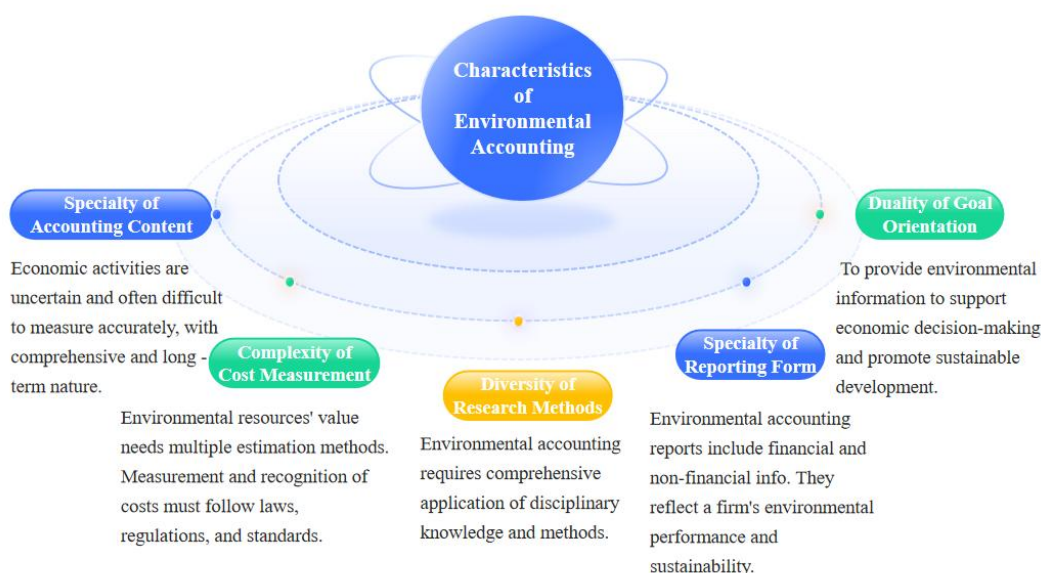 Characteristics
of
Environmental
Accounting
Specialty of
Accounting Content
Economic activities are
uncertain and often difficult
to measure accurately, with
comprehensive and long -
term nature.
Complexity of
Cost Measurement
Environmental resources' value
needs multiple estimation methods.
Measurement and recognition of
costs must follow laws,
regulations, and standards.
Diversity of
Research Methods
Environmental accounting
requires comprehensive
application of disciplinary
knowledge and methods.
Specialty of
Reporting Form
Environmental accounting
reports include financial and
non-financial info. They
reflect a firm's environmental
performance and
sustainability.
Duality of Goal
Orientation
To provide environmental
information to support
economic decision-making
and promote sustainable
development.